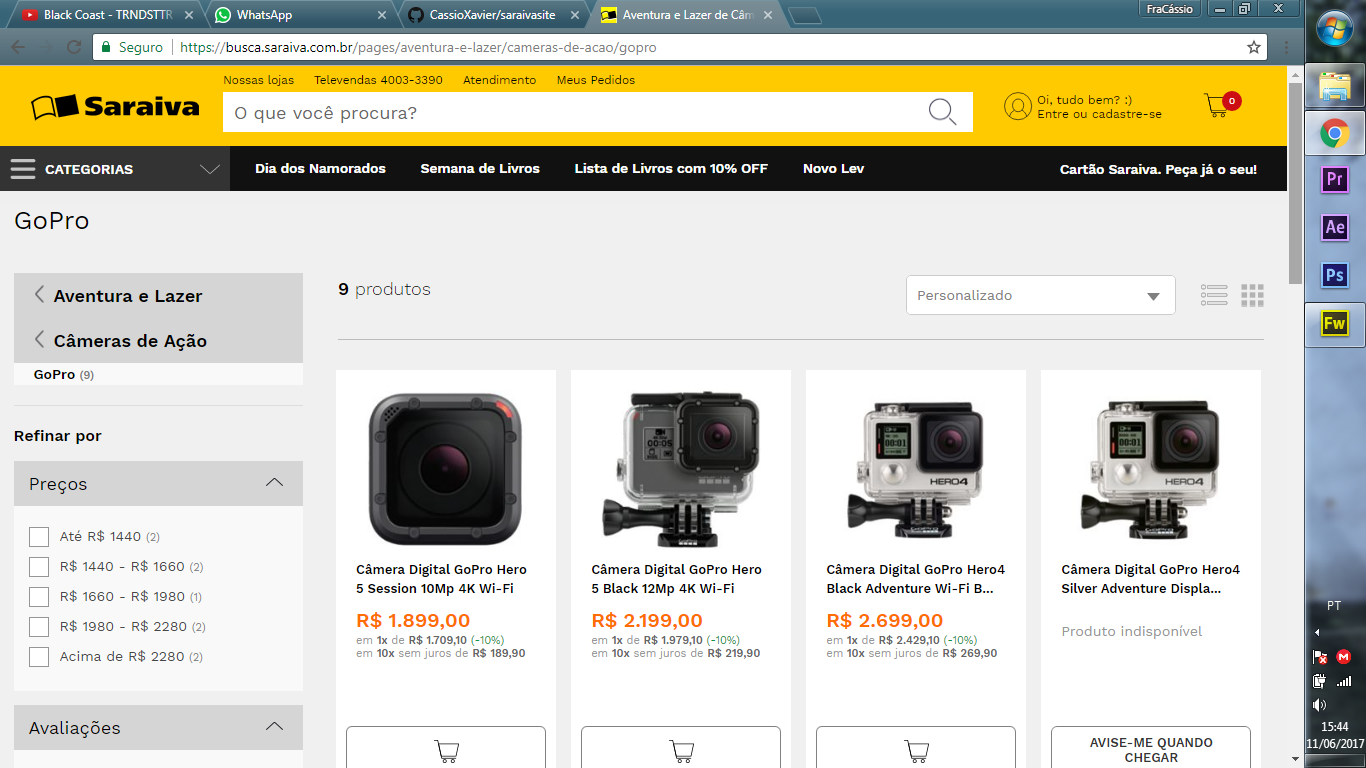 Black Coast - TRNDSTTR
WhatsApp
CassioXavier/saraivasite
Aventura e Lazer de Câm
FraCássio
Seguro
https://busca.saraiva.com.br/pages/aventura-e-lazer/cameras-de-acao/gopro
Nossas lojas
Televendas 4003-3390
Atendimento
Meus Pedidos
Saraiva
O que você procura?
Oi, tudo bem? :)
Entre ou cadastre-se
0
CATEGORIAS
Dia dos Namorados
Semana de Livros
Lista de Livros com 10% OFF
Novo Lev
Cartão Saraiva. Peça já o seu!
GoPro
Aventura e Lazer
Câmeras de Ação
GoPro (9)
Refinar por
Preços
Até R$ 1440 (2)
R$ 1440 - R$ 1660 (2)
R$ 1660 - R$ 1980 (1)
R$ 1980 - R$ 2280 (2)
Acima de R$ 2280 (2)
Avaliações
9 produtos
Personalizado
Câmera Digital GoPro Hero
5 Session 10Mp 4K Wi-Fi
R$ 1.899,00
em 1x de R$ 1.709,10 (-10%)
em 10x sem juros de R$ 189,90
00:05
Câmera Digital GoPro Hero
5 Black 12Mp 4K Wi-Fi
R$ 2.199,00
em 1x de R$ 1.979,10 (-10%)
em 10x sem juros de R$ 219,90
00:01
HERO4
Câmera Digital GoPro Hero4
Black Adventure Wi-Fi B...
R$ 2.699,00
em 1x de R$ 2.429,10 (-10%)
em 10x sem juros de R$ 269,90
00:01
HERO4
Câmera Digital GoPro Hero4
Silver Adventure Displa...
Produto indisponível
AVISE-ME QUANDO
CHEGAR
Pr
Ae
Ps
Fw
PT
15:44
11/06/2017